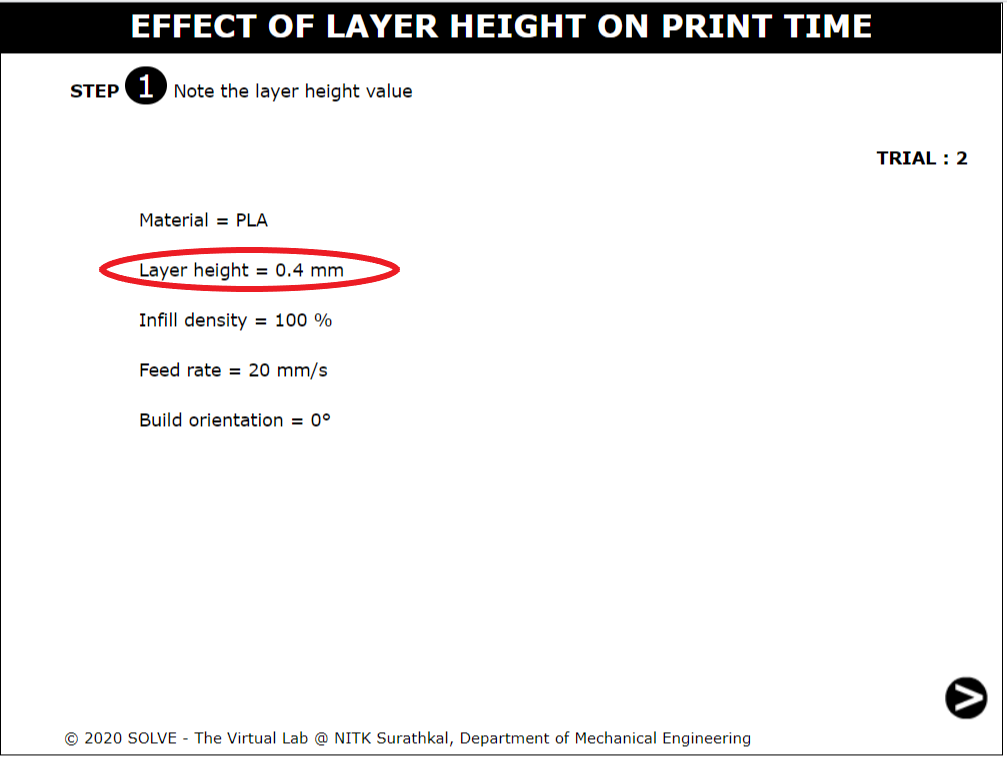 EFFECT OF LAYER HEIGHT ON PRINT TIME
STEP 1 Note the layer height value
TRIAL : 2
Material = PLA
Layer height = 0.4 mm
Infill density = 100 %
Feed rate = 20 mm/s
Build orientation = 0°
© 2020 SOLVE - The Virtual Lab @ NITK Surathkal, Department of Mechanical Engineering